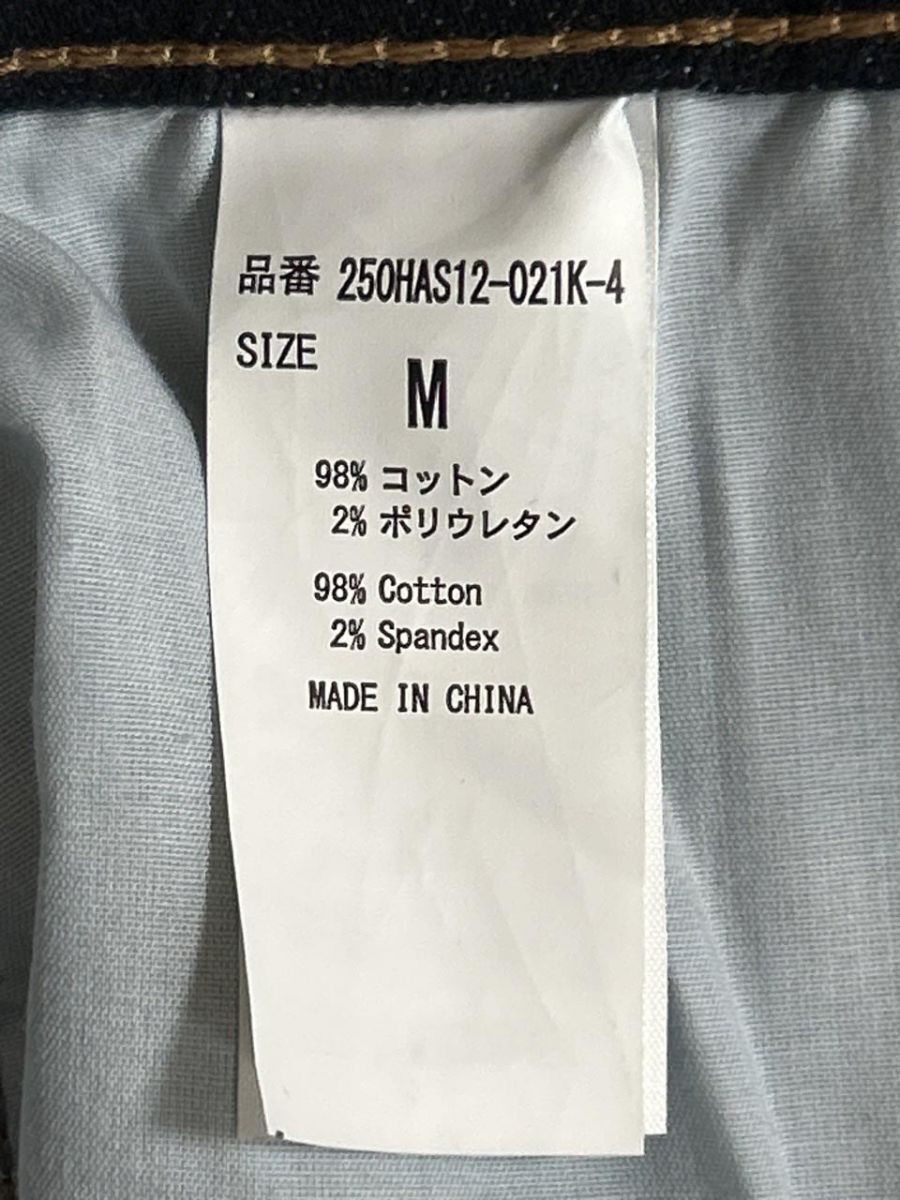 品番 250HAS12-021K-4
SIZE
M
98% コットン
2% ポリウレタン
98% Cotton
2% Spandex
MADE IN CHINA